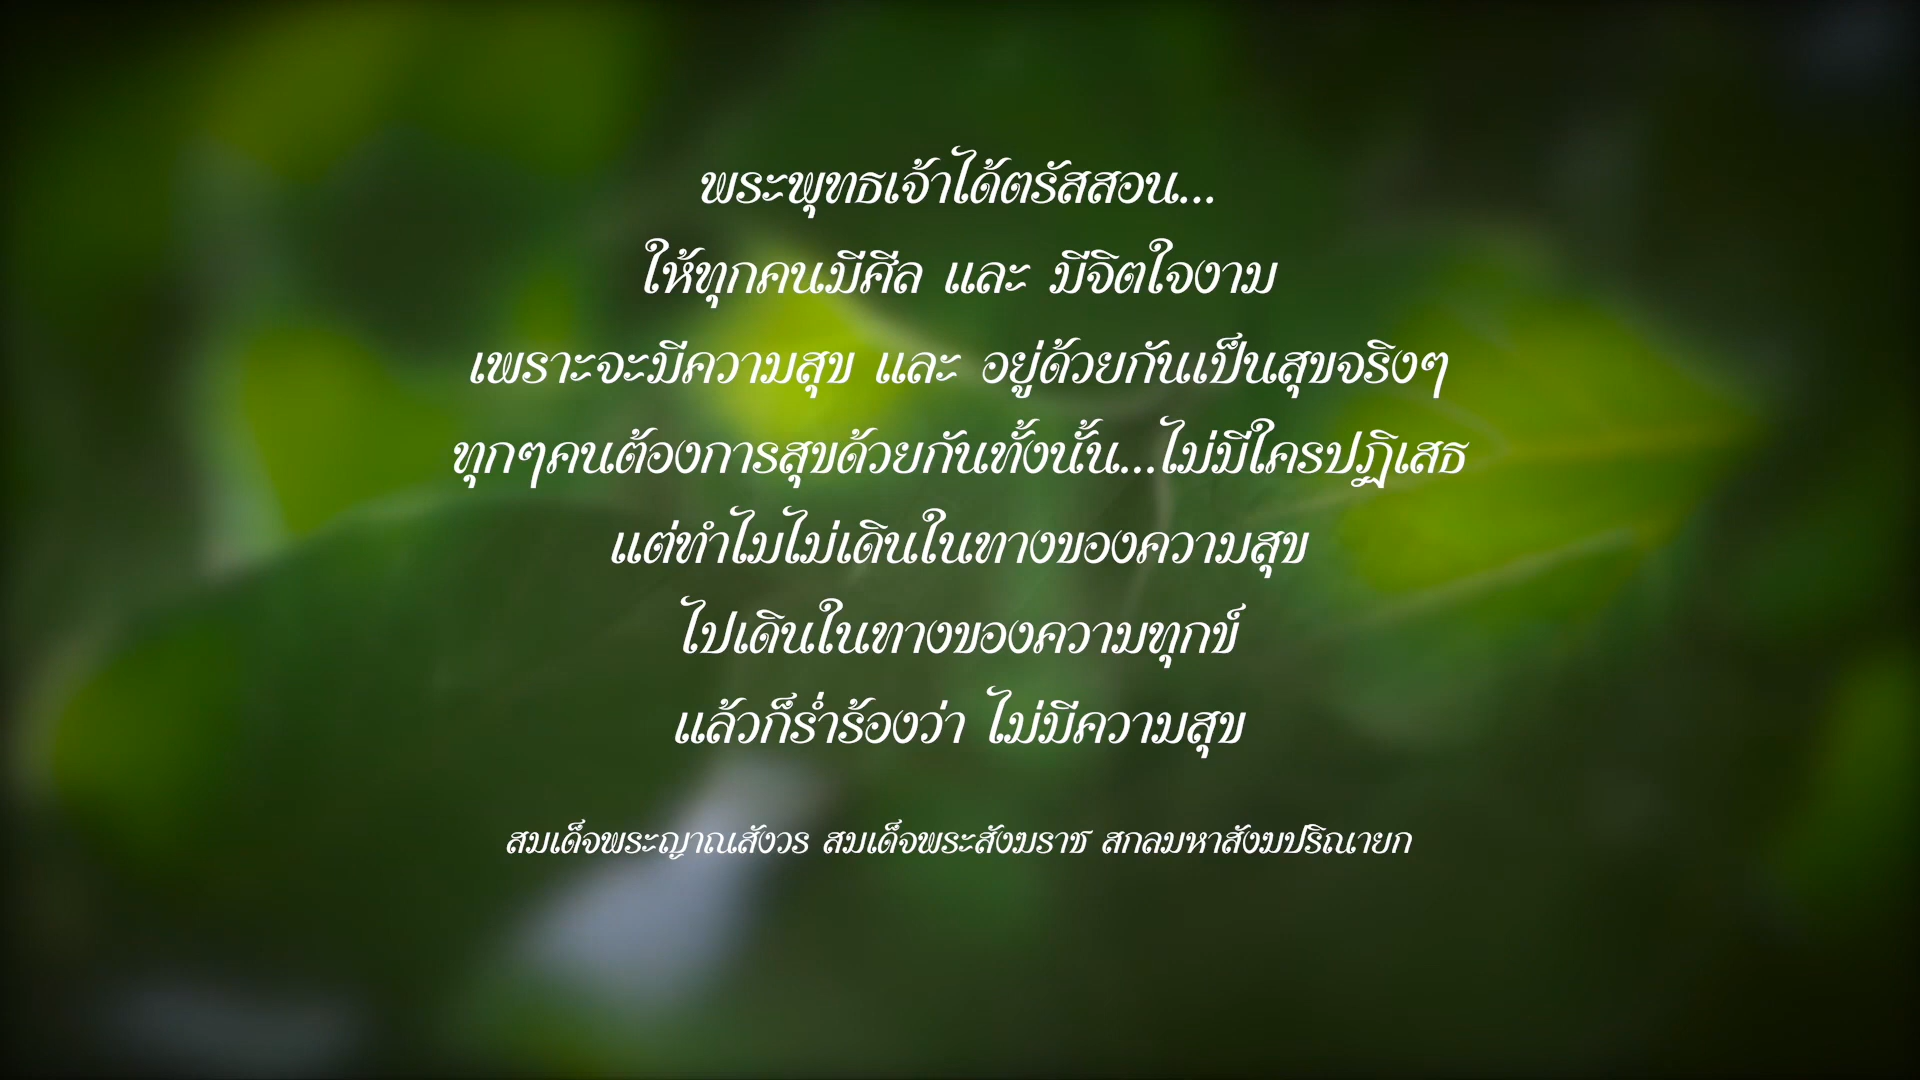 พระพุทธเจ้าได้ตรัสสอน...
ให้ทุกคนมีศีล และ มีจิตใจงาม
เพราะจะมีความสุข และ อยู่ด้วยกันเป็นสุขจริงๆ
ทุกๆคนต้องการสุขด้วยกันทั้งนั้น...ไม่มีใครปฏิเสธ
แต่ทำไมไม่เดินในทางของความสุข
ไปเดินในทางของความทุกข์
แล้วก็ร่ำร้องว่า ไม่มีความสุข
สมเด็จพระญาณสังวร สมเด็จพระสังฆราช สกลมหาสังฆปริณายก